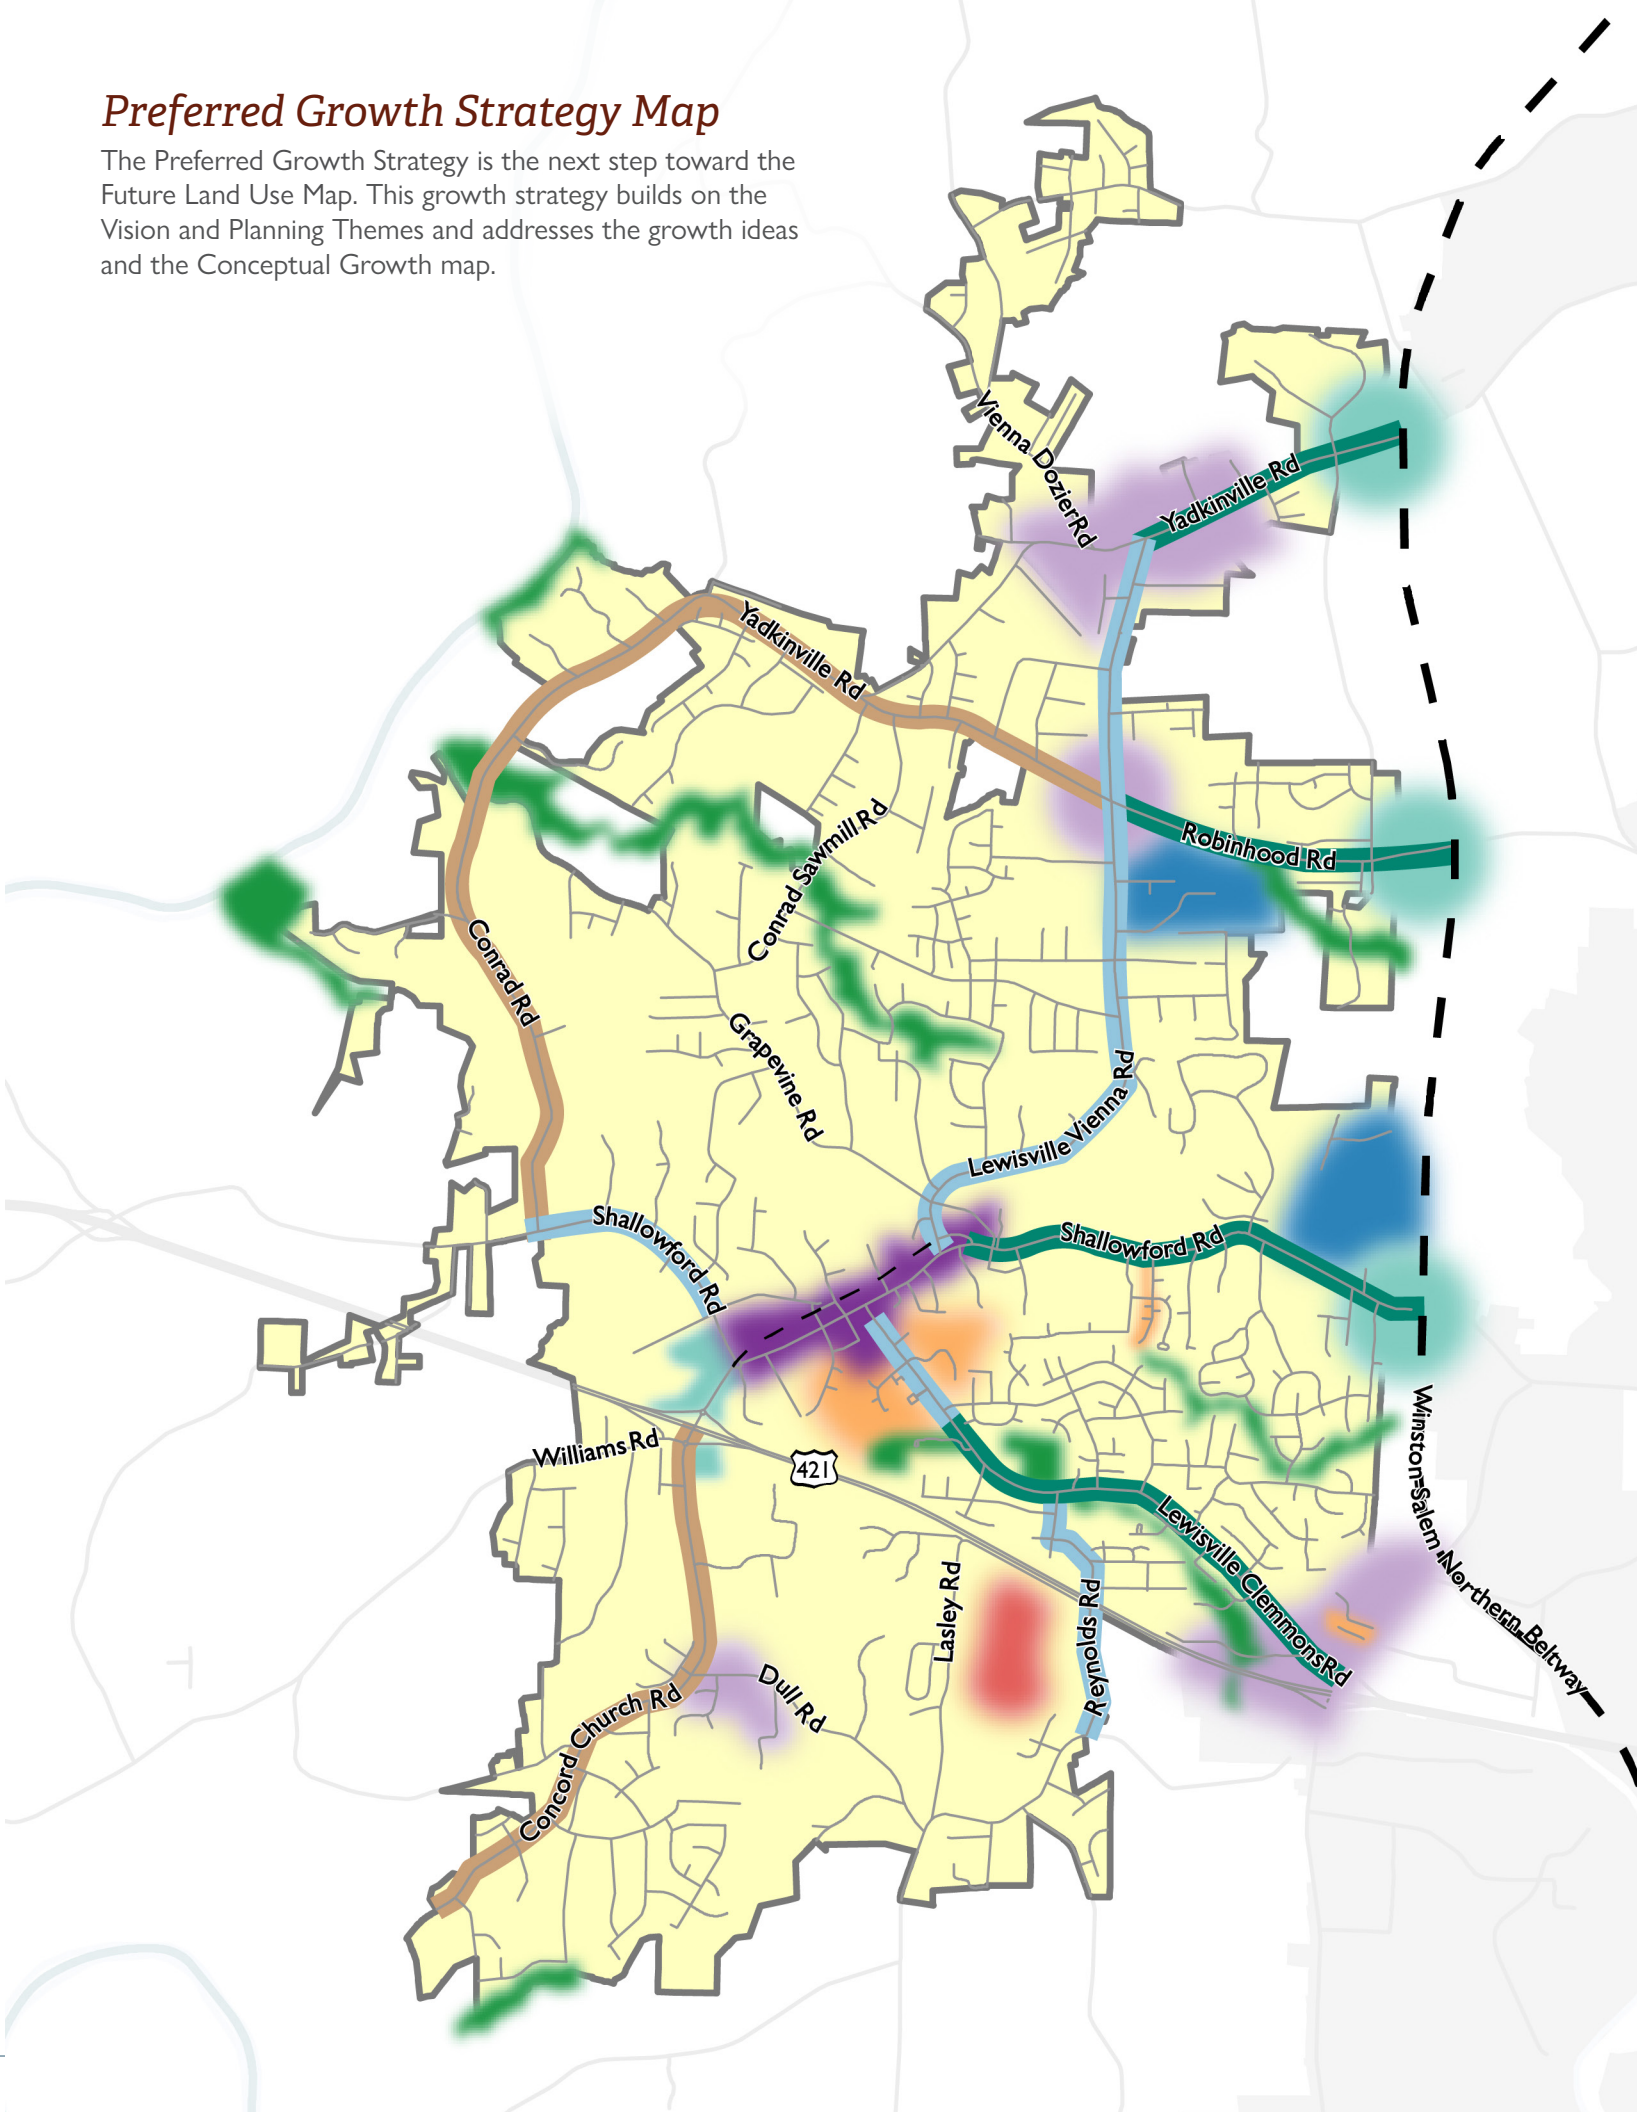 Preferred Growth Strategy Map
The Preferred Growth Strategy is the next step toward the
Future Land Use Map. This growth strategy builds on the
Vision and Planning Themes and addresses the growth ideas
and the Conceptual Growth map.
Vienna Dozier Rd
Yadkinville Rd
Yadkinville Rd
Conrad Sawmill Rd
Robinhood Rd
Conrad Rd
Grapevine Rd
Lewisville Vienna Rd
Shallowford Rd
Shallowford Rd
Williams Rd
421
Winston-Salem Northern Beltway
Lewisville Clemmons Rd
Lasley Rd
Reynolds Rd
Dull Rd
Concord Church Rd